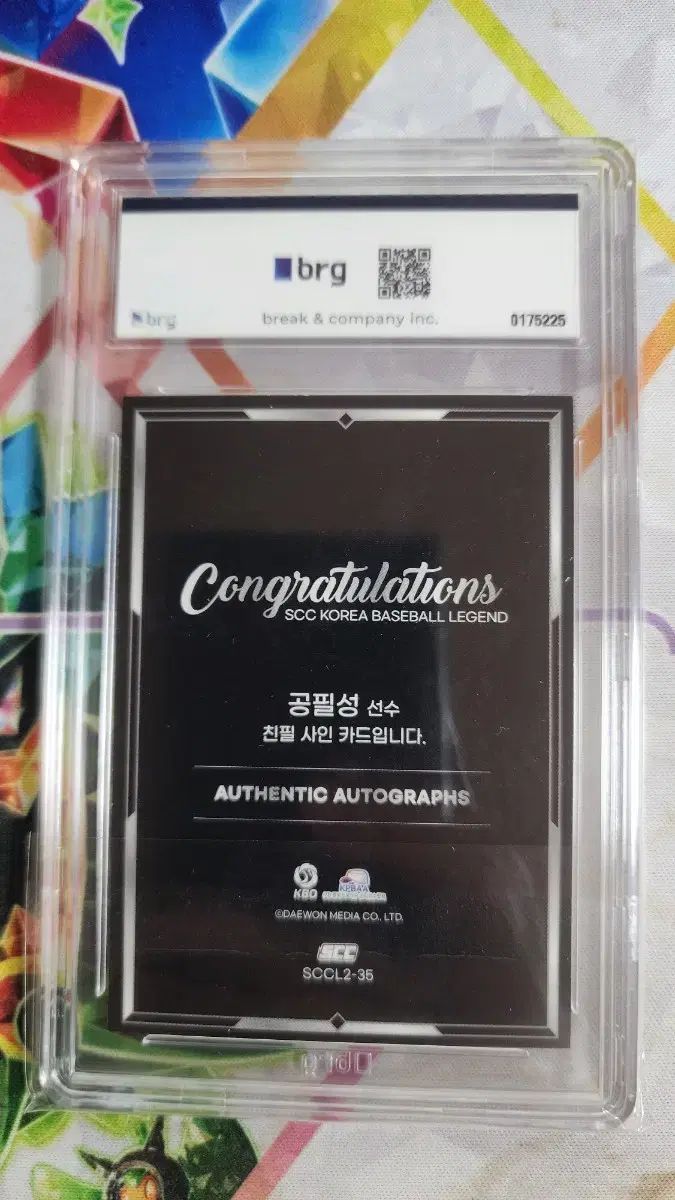 brg
brg
break & company inc.
0175225
Congratulations
SCC KOREA BASEBALL LEGEND
공필성 선수
친필 사인 카드입니다.
AUTHENTIC AUTOGRAPHS
KBO
KPBAA
©DAEWON MEDIA CO., LTD.
SCC
SCCL2-35